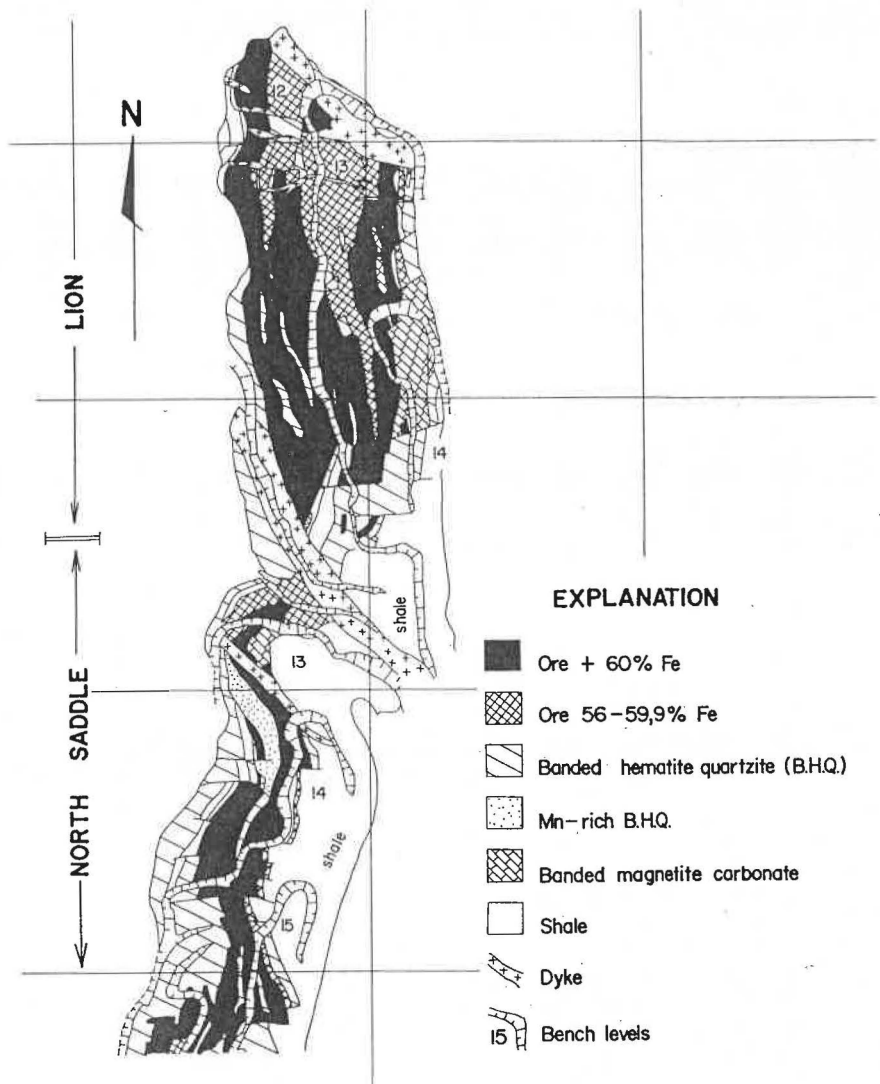 12
N
13
LION
14
shale
EXPLANATION
13
Ore + 60% Fe
Ore 56-59,9% Fe
NORTH SADDLE
Banded hematite quartzite (B.H.Q.)
14
Mn-rich B.H.Q.
shale
Banded magnetite carbonate
15
Shale
Dyke
15 Bench levels